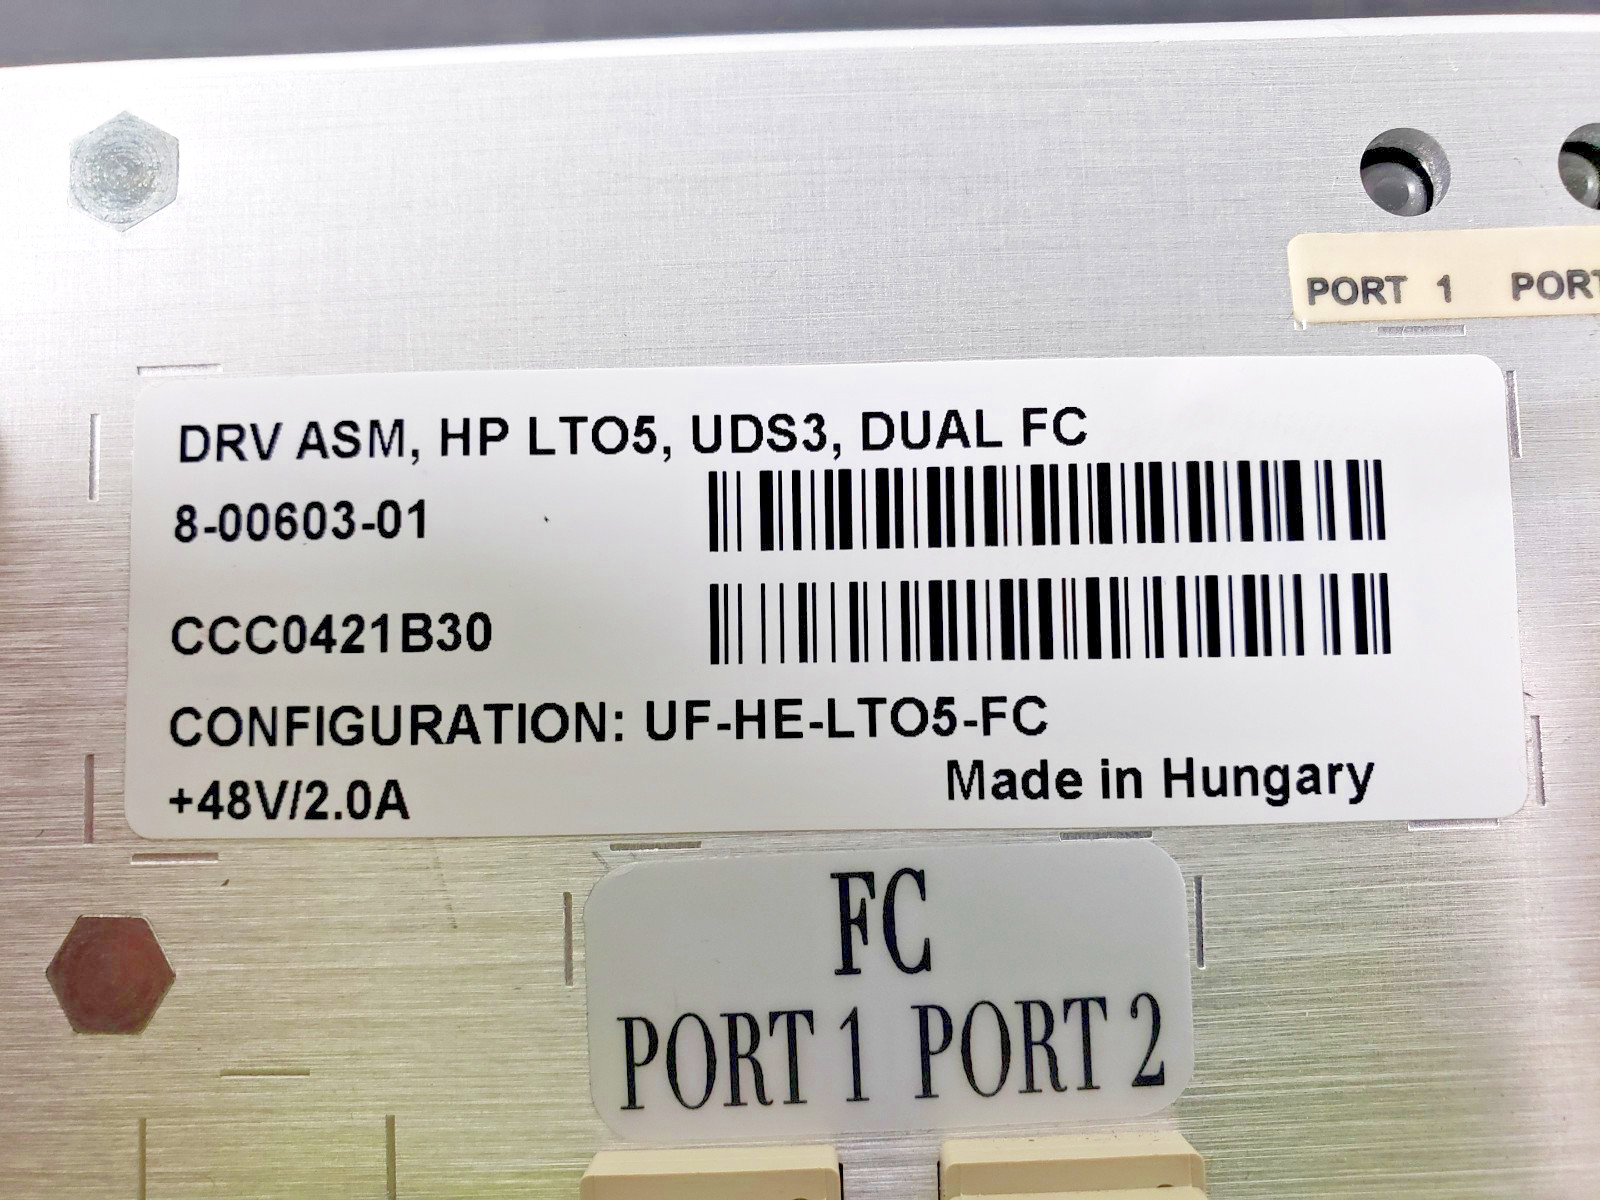 PORT 1 PORT
DRV ASM, HP LTO5, UDS3, DUAL FC
8-00603-01
CCC0421B30
CONFIGURATION: UF-HE-LTO5-FC
+48V/2.0A Made in Hungary
FC
PORT 1 PORT 2